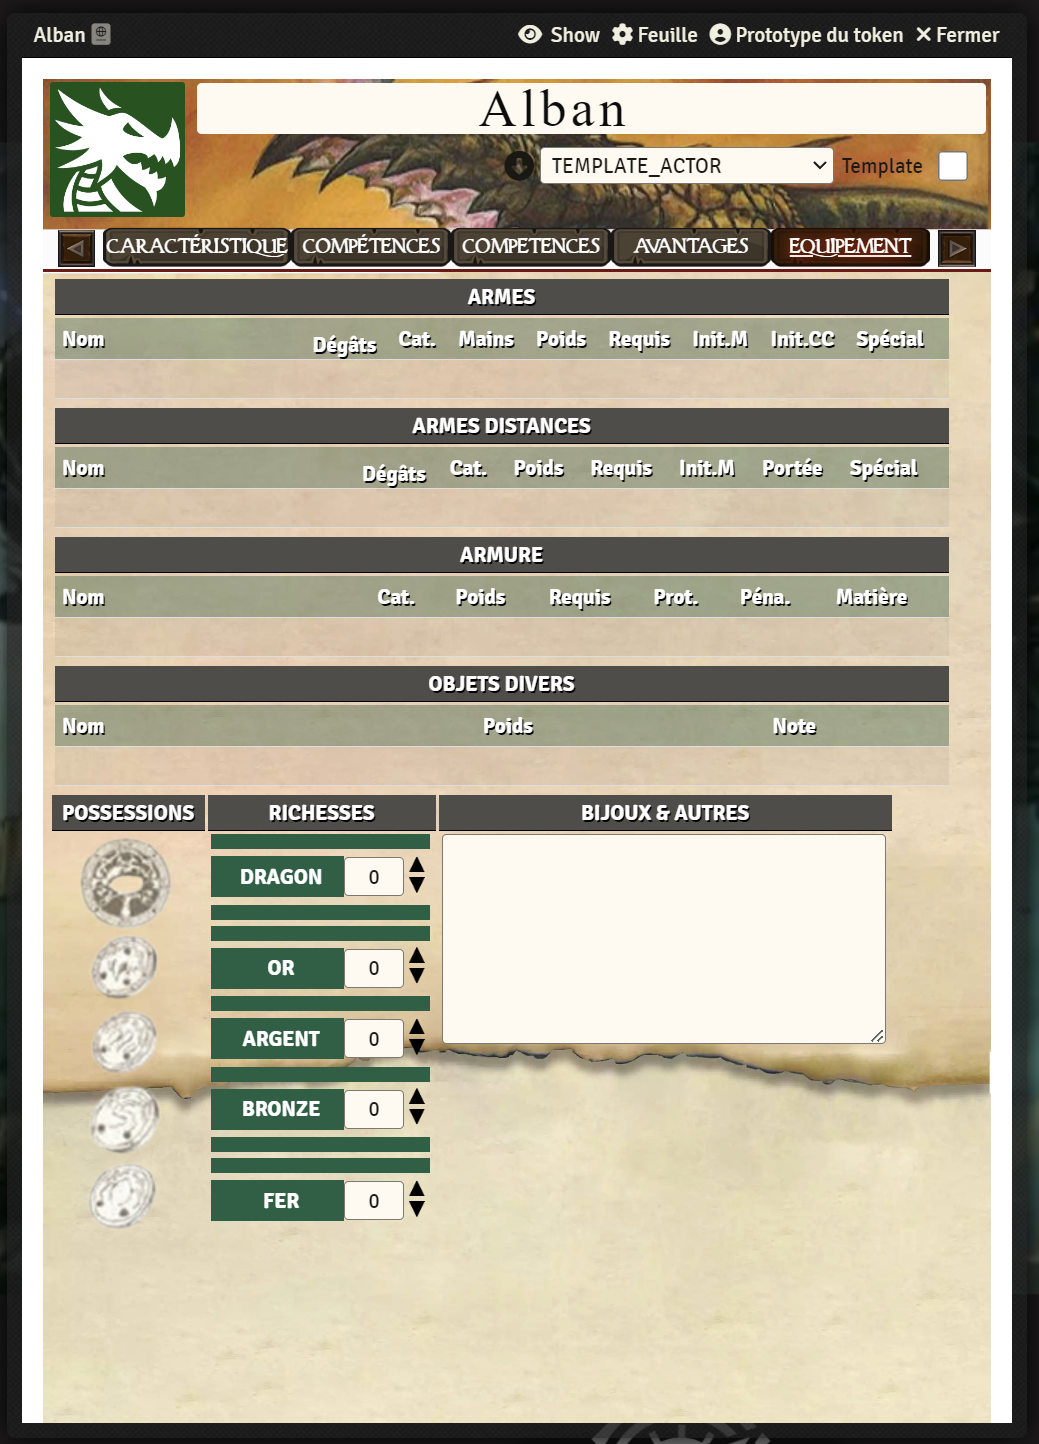 Alban Show Feuille Prototype du token Fermer
Alban
TEMPLATE_ACTOR Template
CARACTÉRISTIQUE COMPÉTENCES COMPETENCES AVANTAGES EQUIPEMENT
ARMES
Nom Dégâts Cat. Mains Poids Requis Init.M Init.CC Spécial
ARMES DISTANCES
Nom Dégâts Cat. Poids Requis Init.M Portée Spécial
ARMURE
Nom Cat. Poids Requis Prot. Péna. Matière
OBJETS DIVERS
Nom Poids Note
POSSESSIONS RICHESSES BIJOUX & AUTRES
DRAGON 0
OR 0
ARGENT 0
BRONZE 0
FER 0